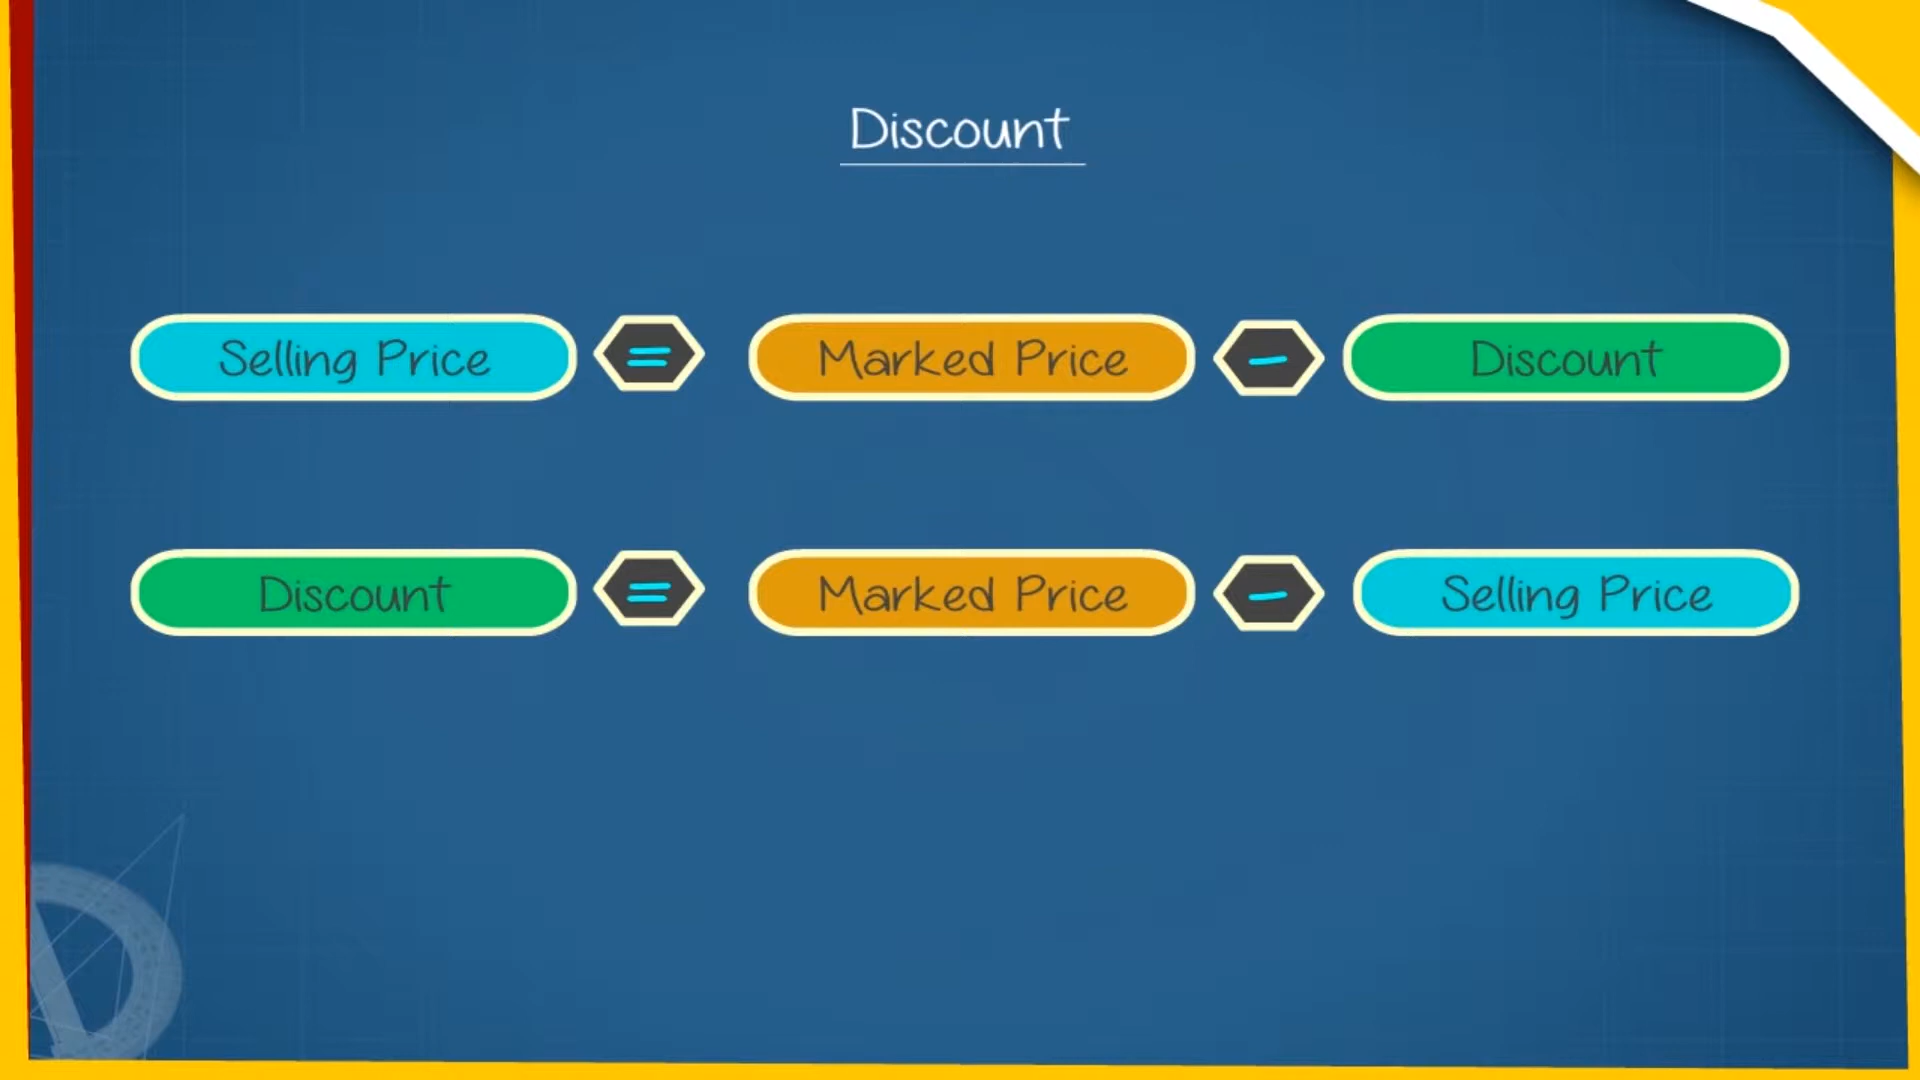 Discount
Selling Price = Marked Price - Discount
Discount = Marked Price - Selling Price